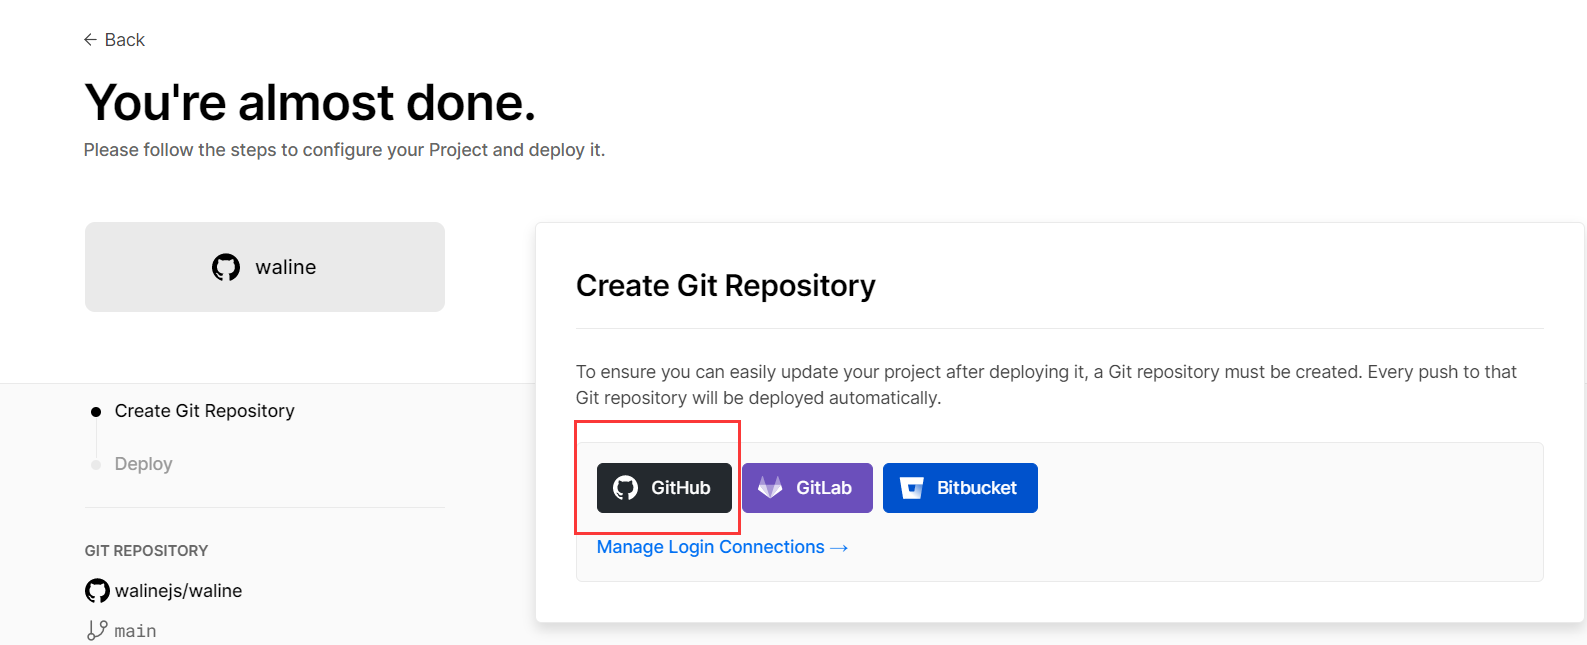 ← Back
You're almost done.
Please follow the steps to configure your Project and deploy it.
waline
Create Git Repository
Deploy
GIT REPOSITORY
walinejs/waline
main
Create Git Repository
To ensure you can easily update your project after deploying it, a Git repository must be created. Every push to that
Git repository will be deployed automatically.
GitHub GitLab Bitbucket
Manage Login Connections →